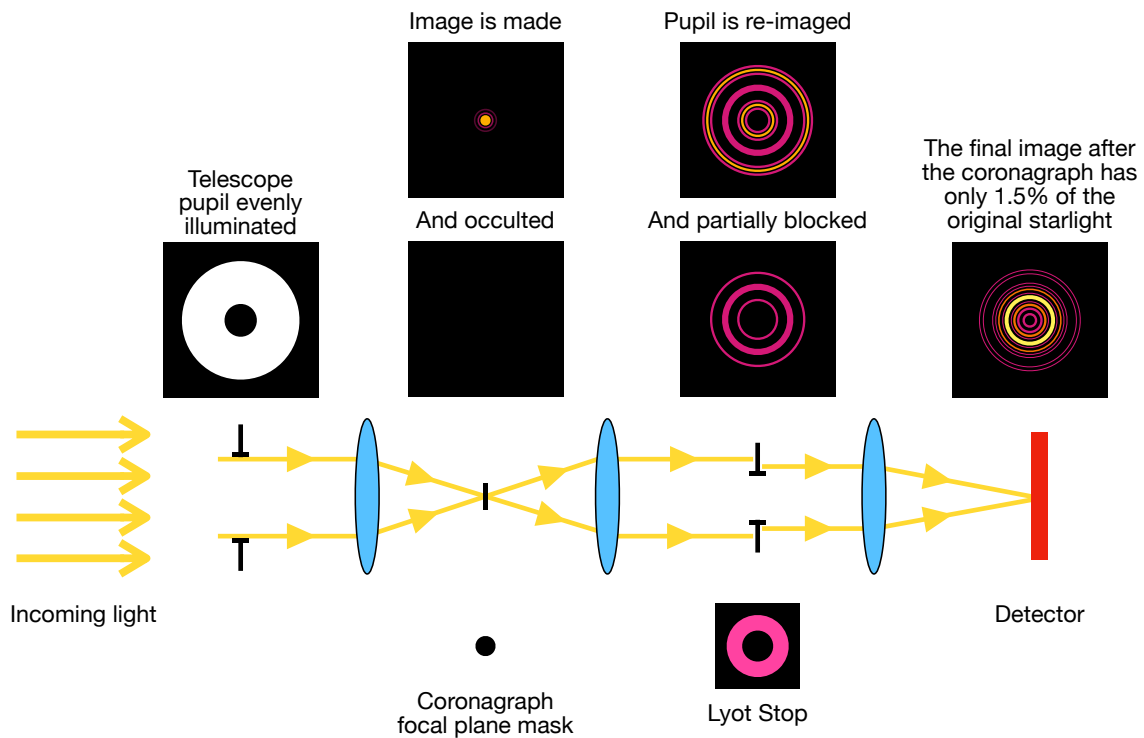 Image is made
Pupil is re-imaged
The final image after
the coronagraph has
only 1.5% of the
original starlight
Telescope
pupil evenly
illuminated
And occulted
And partially blocked
Incoming light
Detector
Coronagraph
focal plane mask
Lyot Stop